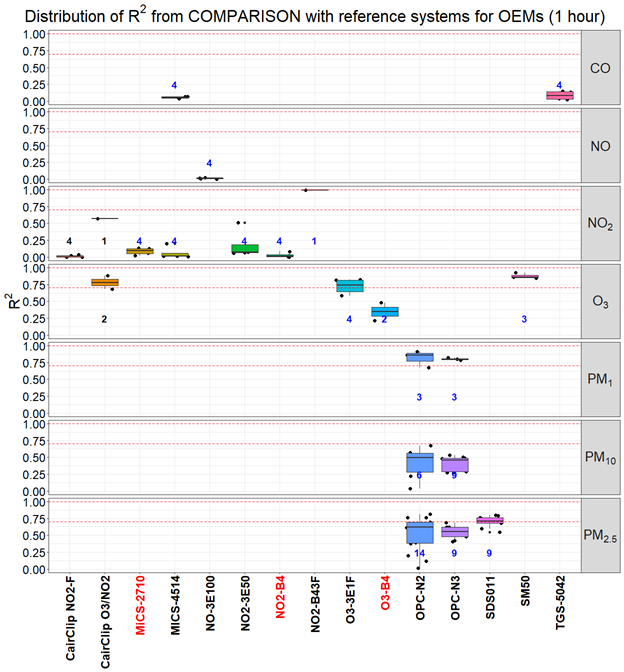 Distribution of R² from COMPARISON with reference systems for OEMs (1 hour)
R²
1.00
0.75
0.50
0.25
0.00
4
4
CO
1.00
0.75
0.50
0.25
0.00
4
NO
1.00
0.75
0.50
0.25
0.00
4
1
4
4
4
4
1
NO₂
1.00
0.75
0.50
0.25
0.00
2
4
2
3
O₃
1.00
0.75
0.50
0.25
0.00
3
3
PM₁
1.00
0.75
0.50
0.25
0.00
6
9
PM₁₀
1.00
0.75
0.50
0.25
0.00
14
9
9
PM₂.₅
CairClip NO2-F
CairClip O3/NO2
MICS-2710
MiCS-4514
NO-3E100
NO2-3E50
NO2-B4
NO2-B43F
O3-3E1F
O3-B4
OPC-N2
OPC-N3
SDS011
SM50
TGS-5042